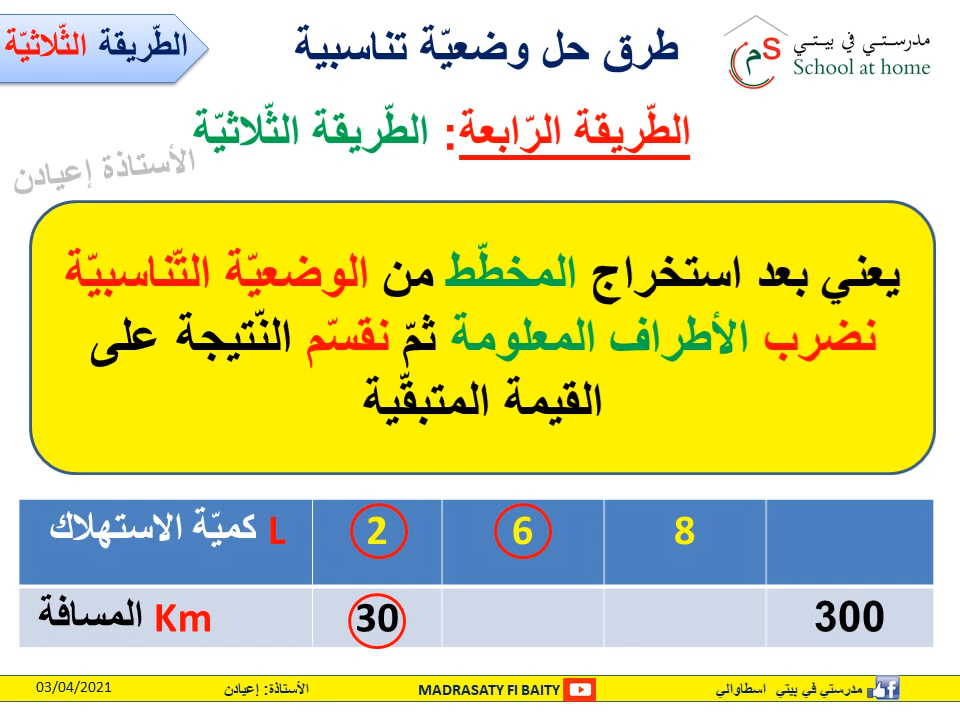 الطّريقة الثّلاثيّة
طرق حل وضعيّة تناسبية
مدرستي في بيتي
School at home
S
م
الطّريقة الرّابعة: الطّريقة الثّلاثيّة
الأستاذة إعيادن
يعني بعد استخراج المخطّط من الوضعيّة التّناسبيّة
نضرب الأطراف المعلومة ثمّ نقسّم النّتيجة على
القيمة المتبقّية
كميّة الاستهلاك L 2 6 8
المسافة Km 30 300
03/04/2021
الأستاذة: إعيادن
MADRASATY FI BAITY
مدرستي في بيتي اسطاوالي